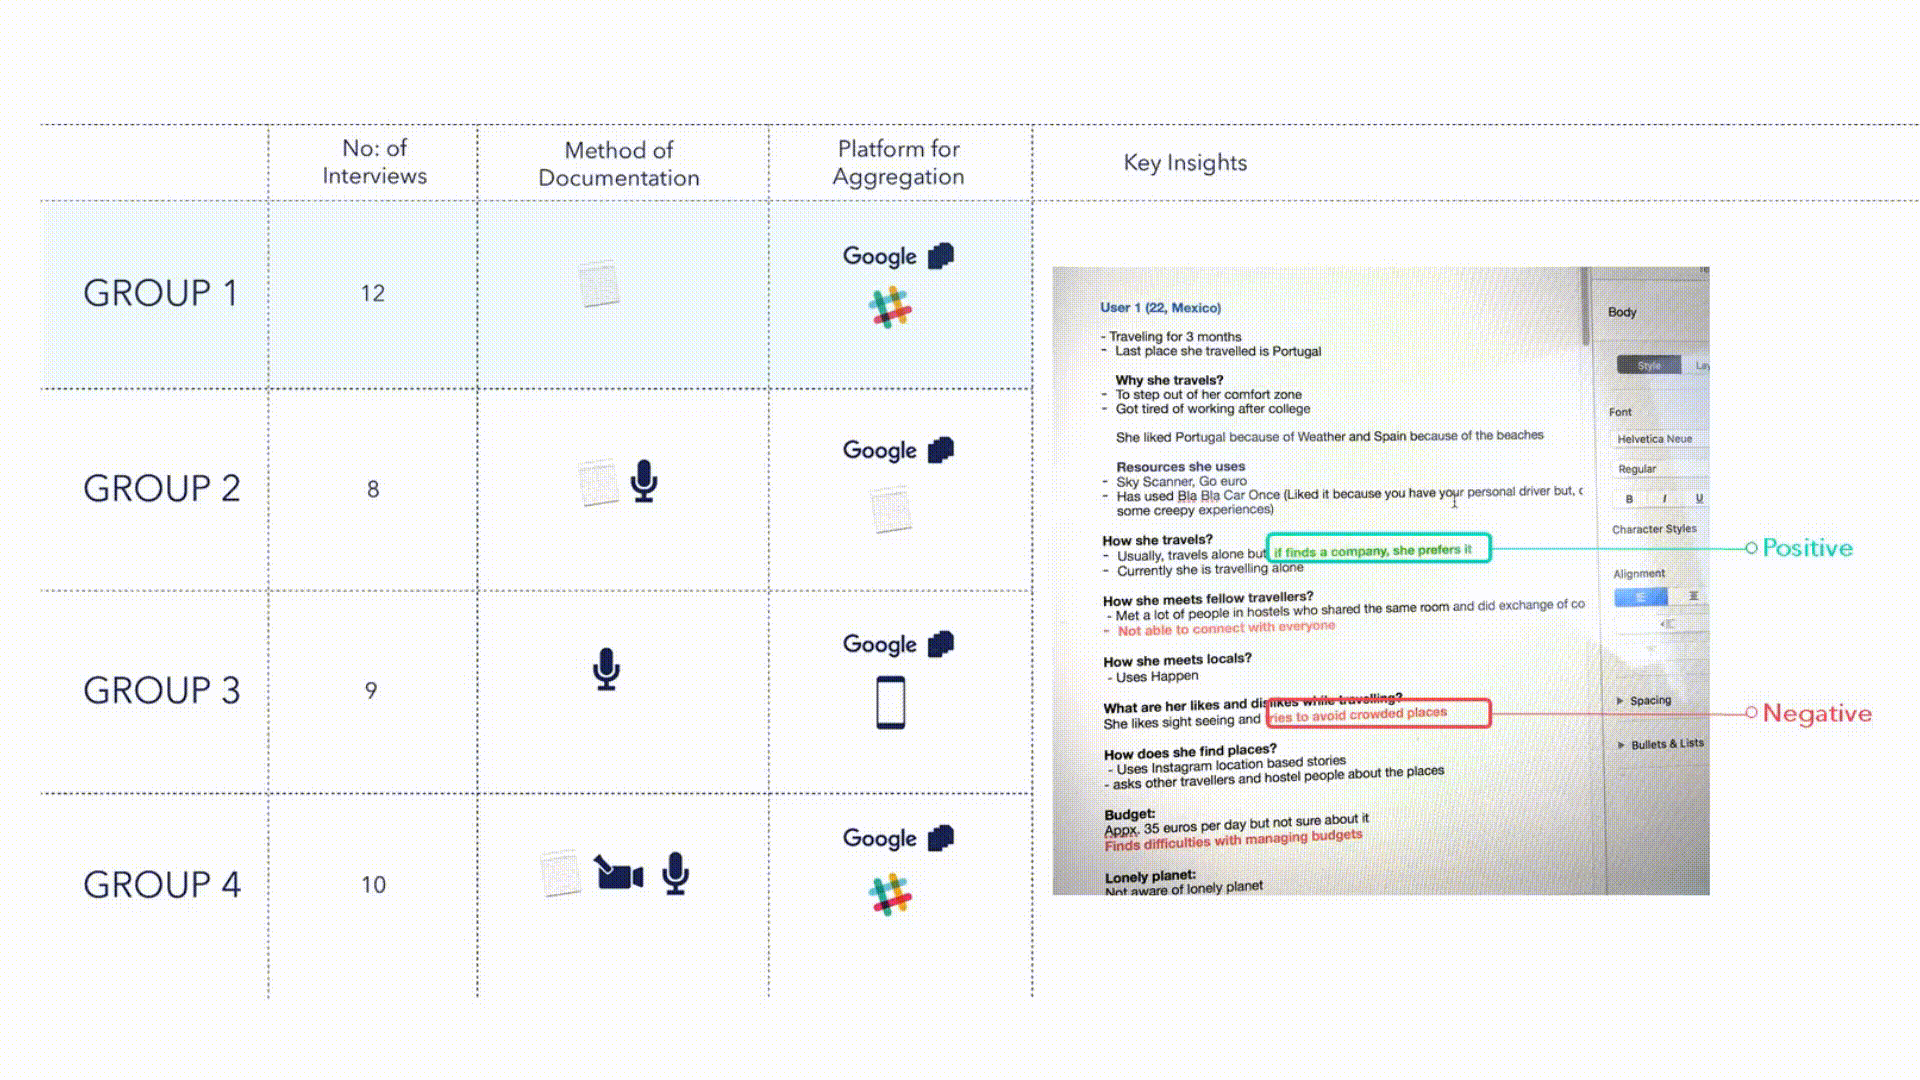 No: of
Interviews
Method of
Documentation
Platform for
Aggregation
Key Insights
GROUP 1
12
Google
GROUP 2
8
Google
GROUP 3
9
Google
GROUP 4
10
Google
User 1 (22, Mexico)
- Traveling for 3 months
- Last place she travelled is Portugal
Why she travels?
- To step out of her comfort zone
- Got tired of working after college
She liked Portugal because of Weather and Spain because of the beaches
Resources she uses
- Sky Scanner, Go euro
- Has used Bla Bla Car Once (Liked it because you have your personal driver but,
some creepy experiences)
How she travels?
- Usually, travels alone but if finds a company, she prefers it
- Currently she is travelling alone
How she meets fellow travellers?
- Met a lot of people in hostels who shared the same room and did exchange of co
- Not able to connect with everyone
How she meets locals?
- Uses Happen
What are her likes and dislikes while travelling?
She likes sight seeing and ries to avoid crowded places
How does she find places?
- Uses Instagram location based stories
- asks other travellers and hostel people about the places
Budget:
Appx. 35 euros per day but not sure about it
Finds difficulties with managing budgets
Lonely planet:
Not aware of lonely planet
Body
Style
Lay
Font
Helvetica Neue
Regular
B I U
Character Styles
Alignment
Spacing
Bullets & Lists
Positive
Negative